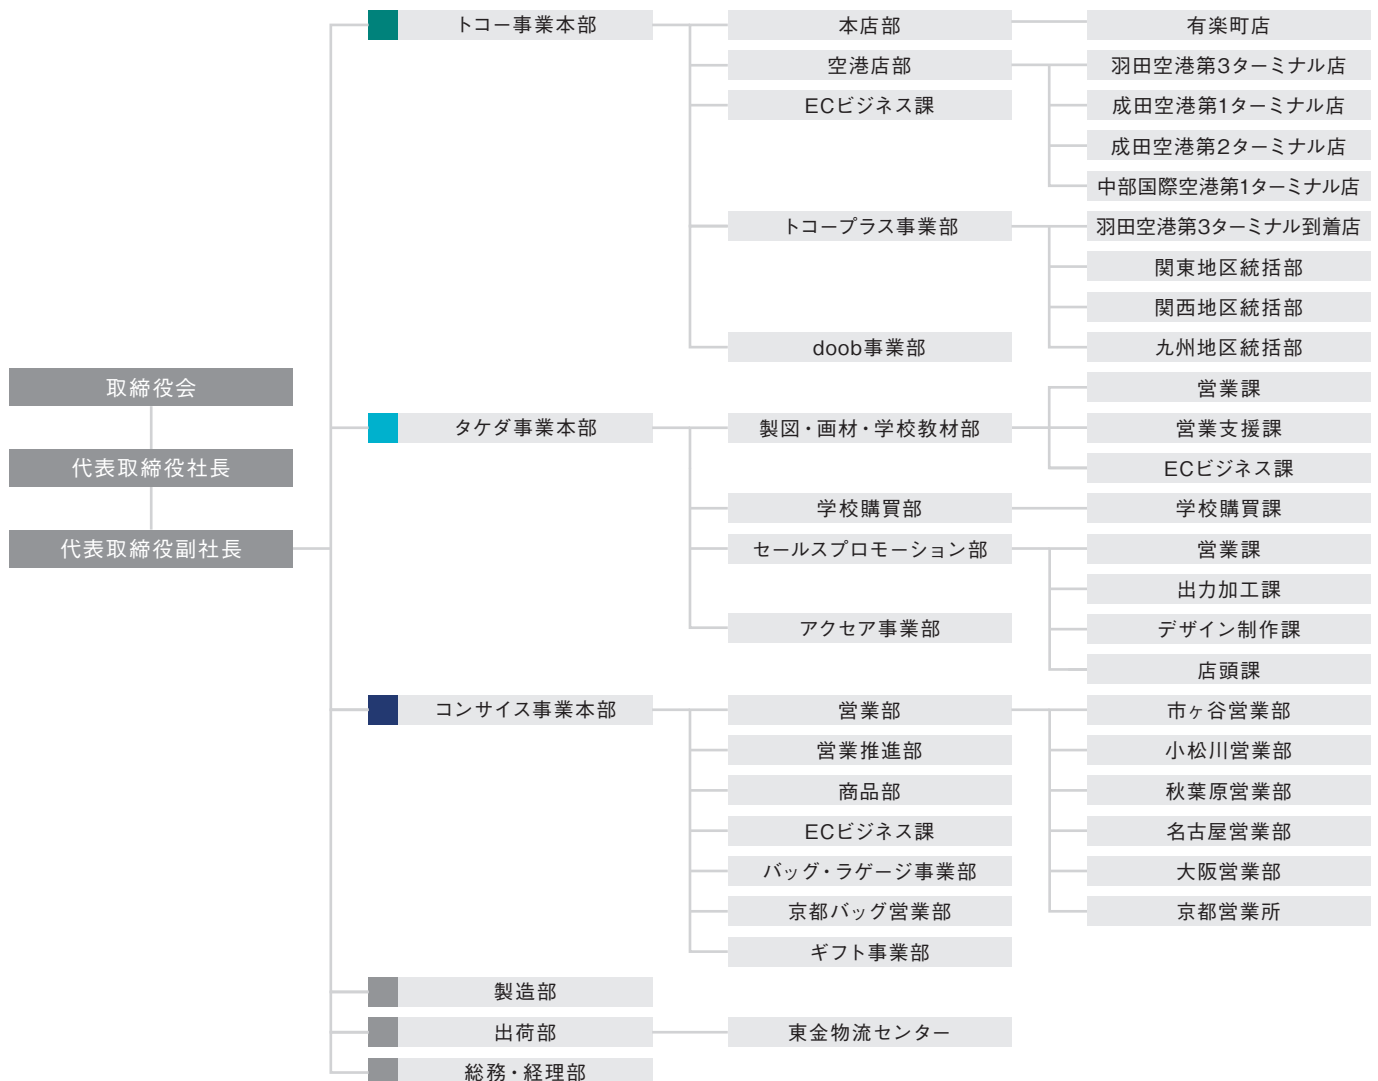 取締役会
代表取締役社長
代表取締役副社長
トコー事業本部
本店部
有楽町店
空港店部
羽田空港第3ターミナル店
成田空港第1ターミナル店
成田空港第2ターミナル店
中部国際空港第1ターミナル店
ECビジネス課
トコープラス事業部
羽田空港第3ターミナル到着店
関東地区統括部
関西地区統括部
九州地区統括部
doob事業部
タケダ事業本部
製図・画材・学校教材部
営業課
営業支援課
ECビジネス課
学校購買部
学校購買課
セールスプロモーション部
営業課
出力加工課
デザイン制作課
店頭課
アクセア事業部
コンサイス事業本部
営業部
市ヶ谷営業部
小松川営業部
秋葉原営業部
名古屋営業部
大阪営業部
京都営業所
営業推進部
商品部
ECビジネス課
バッグ・ラゲージ事業部
京都バッグ営業部
ギフト事業部
製造部
出荷部
東金物流センター
総務・経理部